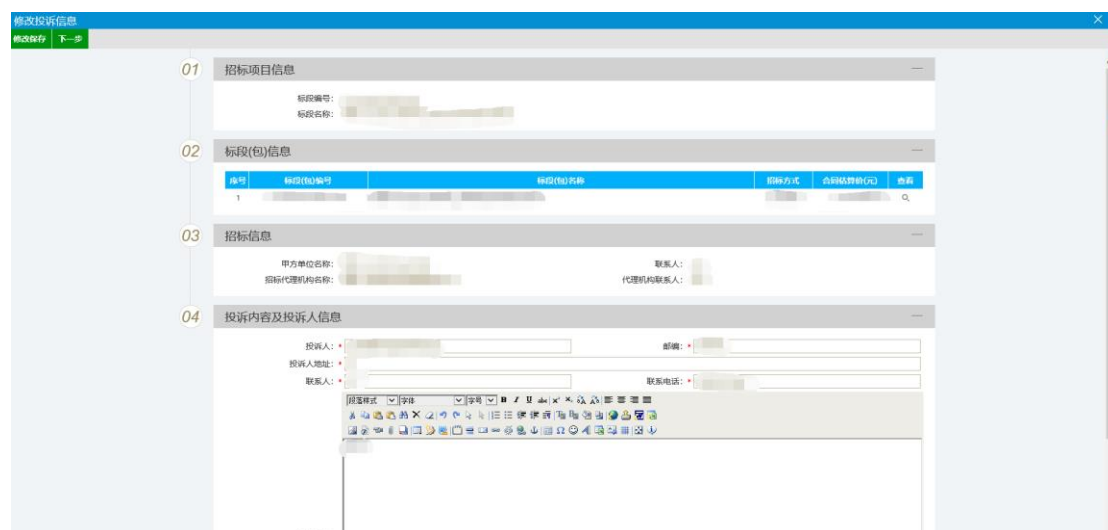 修改投诉信息
修改保存 下一步
01 招标项目信息
标段编号：
标段名称：
02 标段(包)信息
序号 标段(包)编号 标段(包)名称 招标方式 合同估算价(元) 查看
1
03 招标信息
甲方单位名称： 联系人：
招标代理机构名称： 代理机构联系人：
04 投诉内容及投诉人信息
投诉人：* 邮编：*
投诉人地址：*
联系人：* 联系电话：*
段落样式 字体 字号 B I U abc x² x₂